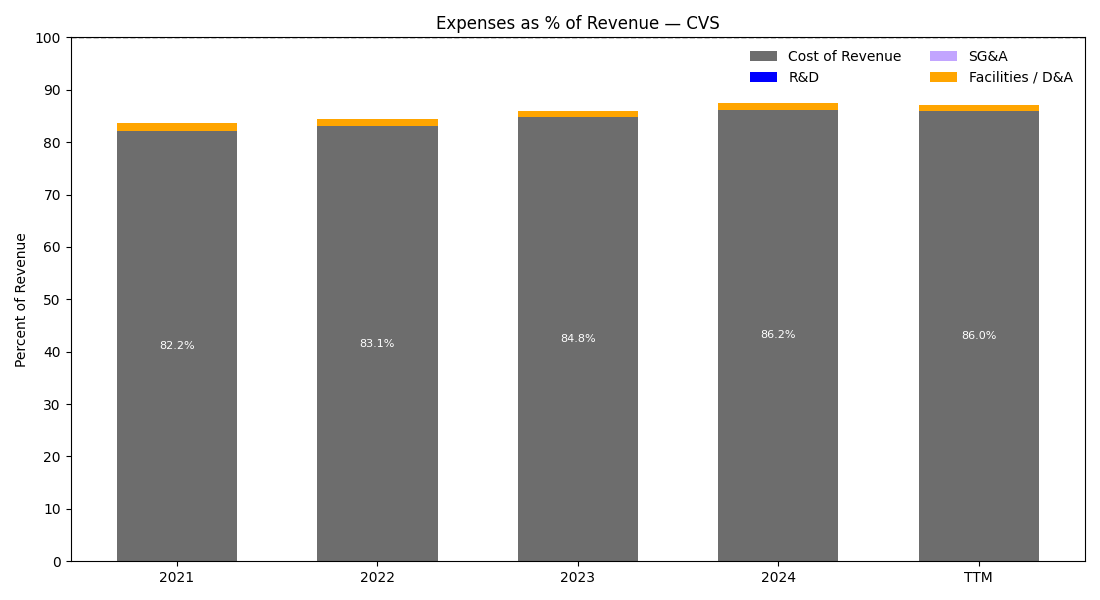 Expenses as % of Revenue — CVS
Cost of Revenue
R&D
SG&A
Facilities / D&A
Percent of Revenue
100
90
80
70
60
50
40
30
20
10
0
82.2%
83.1%
84.8%
86.2%
86.0%
2021
2022
2023
2024
TTM